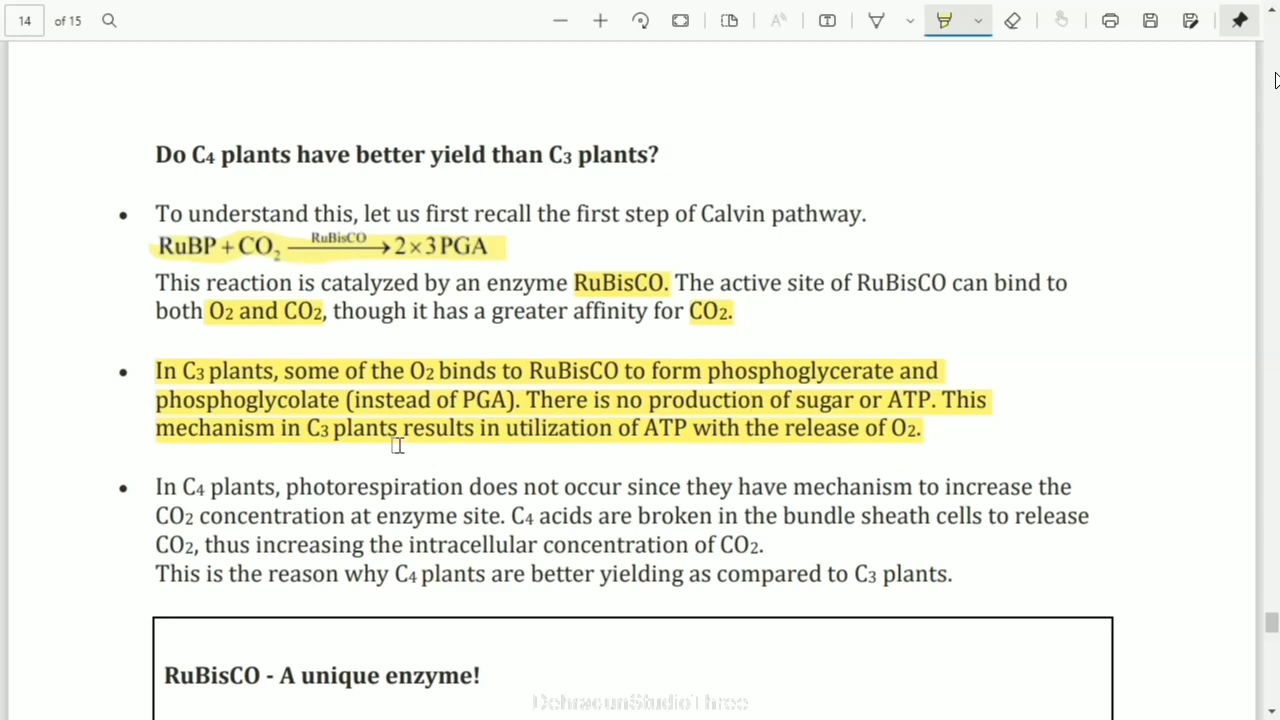 14 of 15
Do C4 plants have better yield than C3 plants?
• To understand this, let us first recall the first step of Calvin pathway.
RuBP + CO₂ —RuBisCO→ 2 × 3 PGA
This reaction is catalyzed by an enzyme RuBisCO. The active site of RuBisCO can bind to
both O2 and CO2, though it has a greater affinity for CO2.
• In C3 plants, some of the O2 binds to RuBisCO to form phosphoglycerate and
phosphoglycolate (instead of PGA). There is no production of sugar or ATP. This
mechanism in C3 plants results in utilization of ATP with the release of O2.
• In C4 plants, photorespiration does not occur since they have mechanism to increase the
CO2 concentration at enzyme site. C4 acids are broken in the bundle sheath cells to release
CO2, thus increasing the intracellular concentration of CO2.
This is the reason why C4 plants are better yielding as compared to C3 plants.
RuBisCO - A unique enzyme!
DehradunStudioThree